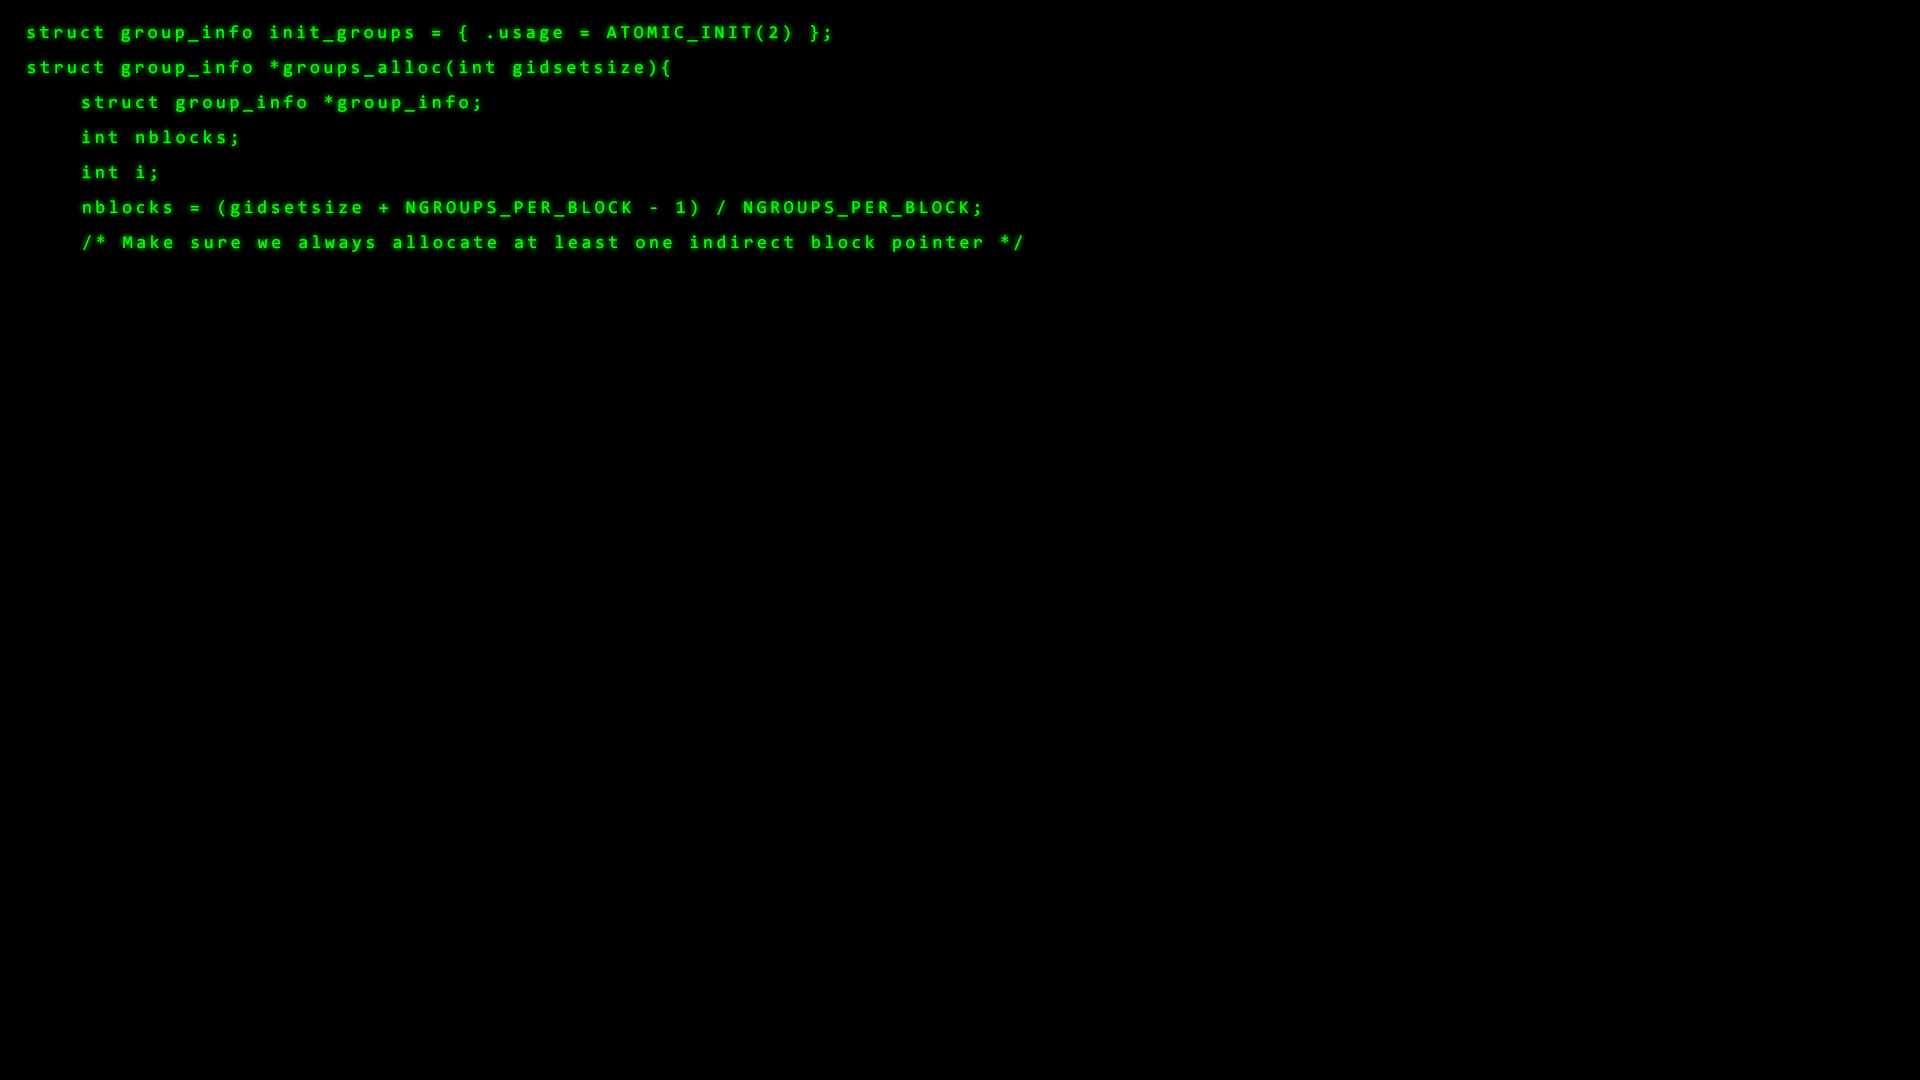 struct group_info init_groups = { .usage = ATOMIC_INIT(2) };
struct group_info *groups_alloc(int gidsetsize){
    struct group_info *group_info;
    int nblocks;
    int i;
    nblocks = (gidsetsize + NGROUPS_PER_BLOCK - 1) / NGROUPS_PER_BLOCK;
    /* Make sure we always allocate at least one indirect block pointer */